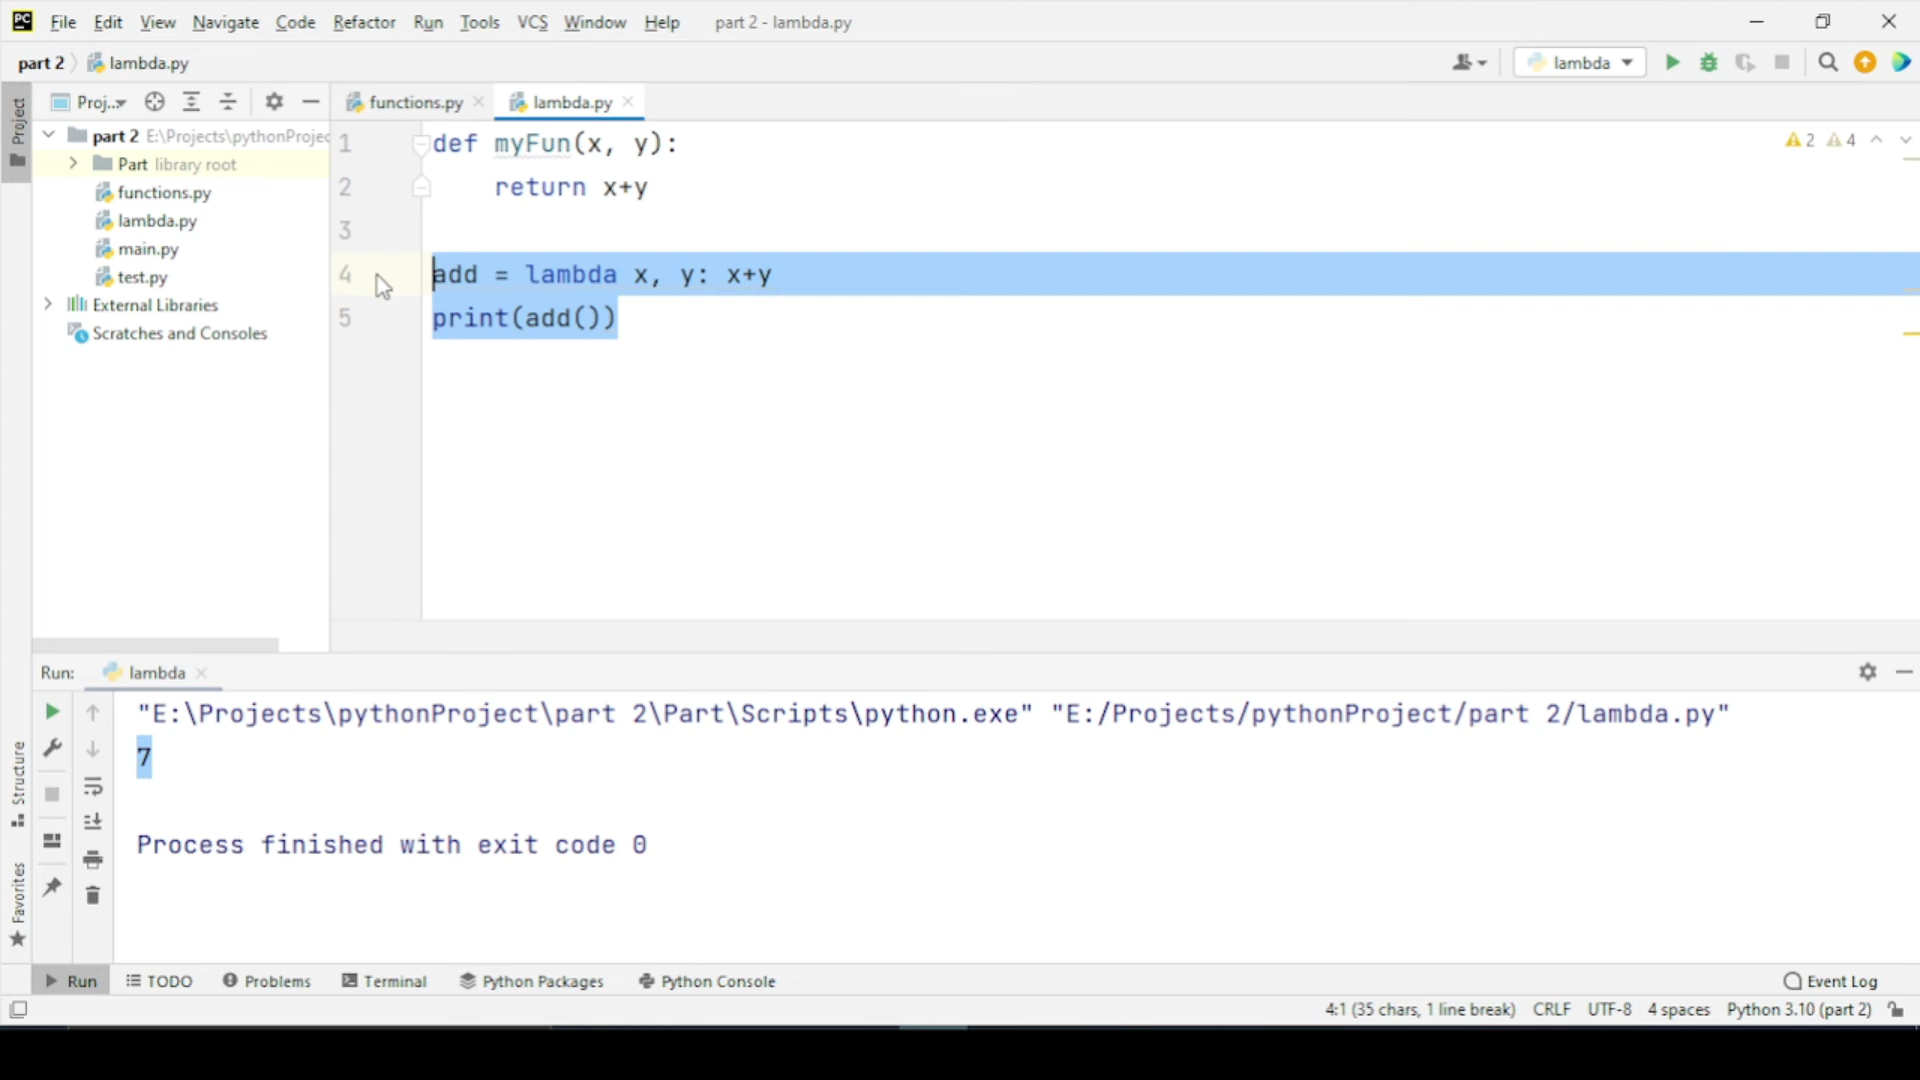 PC File Edit View Navigate Code Refactor Run Tools VCS Window Help part 2 - lambda.py
part 2 lambda.py lambda
Project Proj... functions.py lambda.py
part 2 E:\Projects\pythonProjec
Part library root
functions.py
lambda.py
main.py
test.py
External Libraries
Scratches and Consoles
1 def myFun(x, y):
2 return x+y
3
4 add = lambda x, y: x+y
5 print(add())
2 4
Run: lambda
"E:\Projects\pythonProject\part 2\Part\Scripts\python.exe" "E:/Projects/pythonProject/part 2/lambda.py"
7
Process finished with exit code 0
Structure
Favorites
Run TODO Problems Terminal Python Packages Python Console Event Log
4:1 (35 chars, 1 line break) CRLF UTF-8 4 spaces Python 3.10 (part 2)